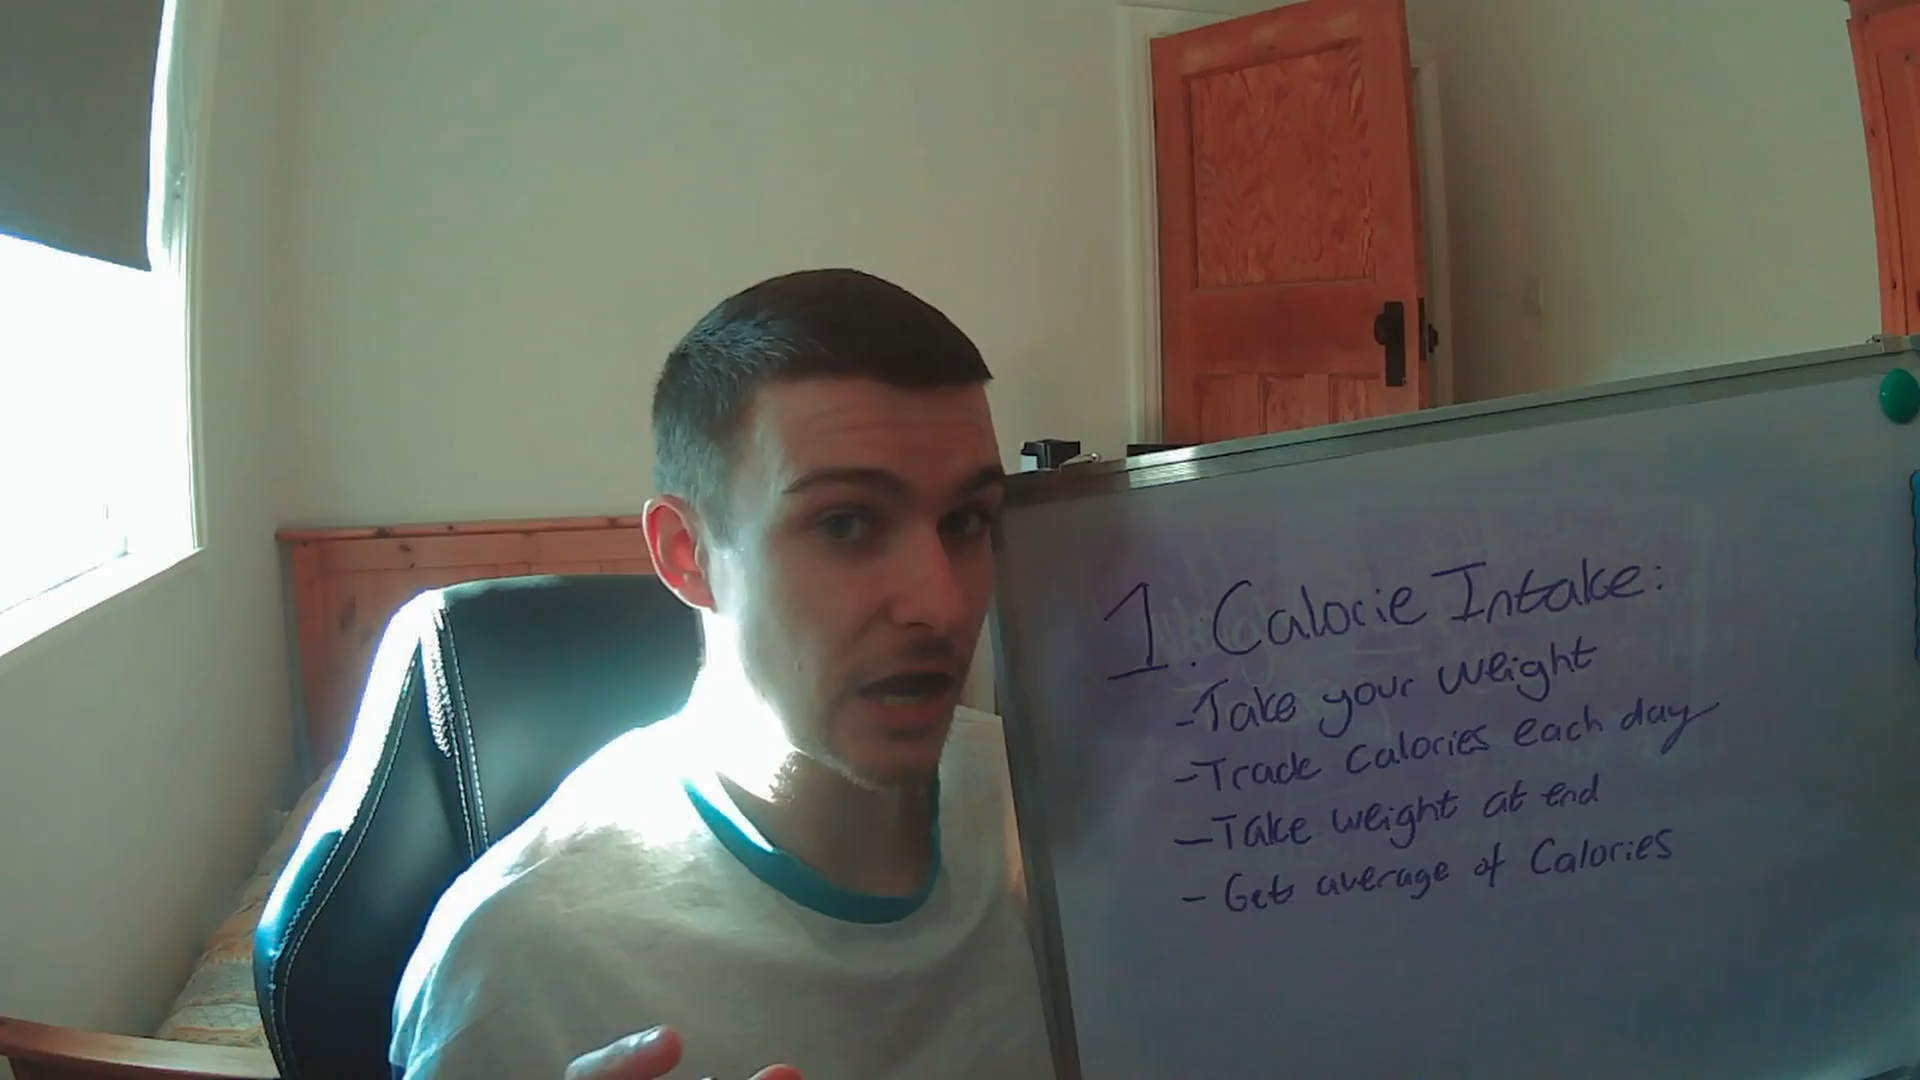 1. Calorie Intake:
- Take your weight
- Track Calories each day
- Take weight at end
- Get average of Calories